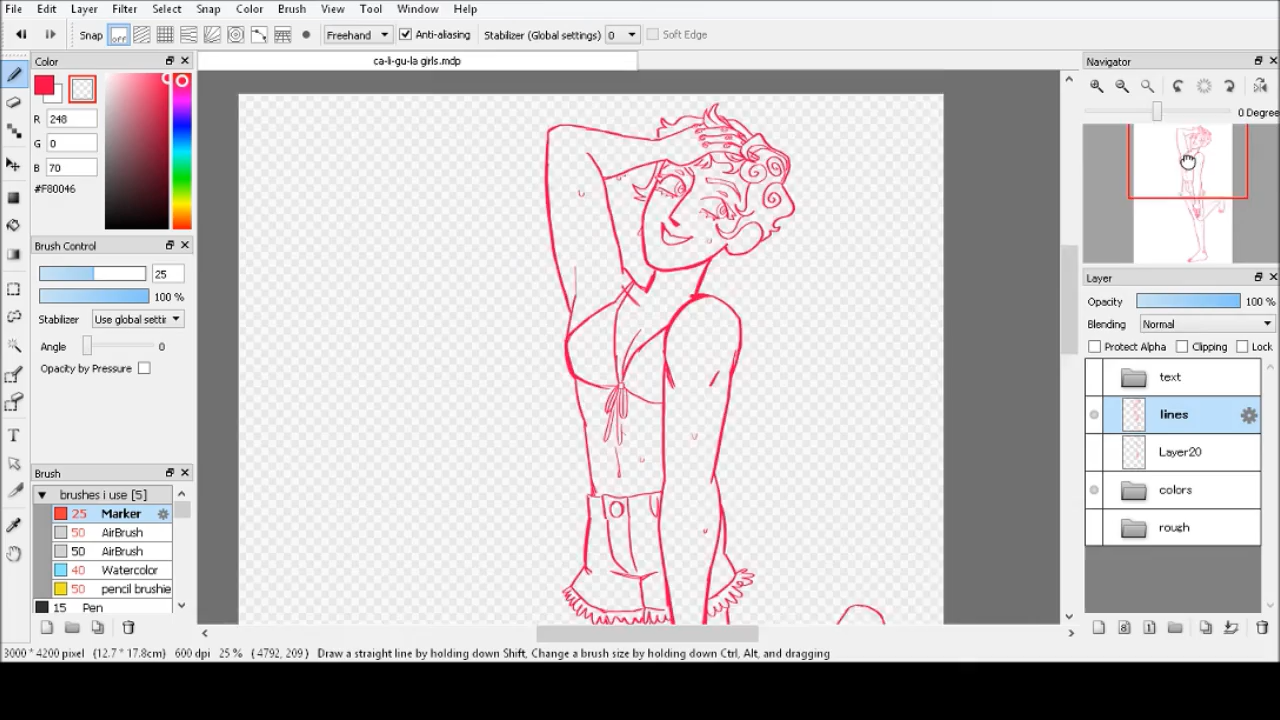 File Edit Layer Filter Select Snap Color Brush View Tool Window Help
Snap off Freehand Anti-aliasing Stabilizer (Global settings) 0 Soft Edge
Color
ca-li-gu-la girls.mdp
Navigator
R 248
G 0
B 70
#F80046
0 Degree
Brush Control
25
100 %
Stabilizer Use global settir
Angle 0
Opacity by Pressure
Layer
Opacity 100 %
Blending Normal
Protect Alpha Clipping Lock
text
lines
Layer20
colors
rough
Brush
brushes i use [5]
25 Marker
50 AirBrush
50 AirBrush
40 Watercolor
50 pencil brushie
15 Pen
3000 * 4200 pixel (12.7 * 17.8cm) 600 dpi 25 % ( 4792, 209 ) Draw a straight line by holding down Shift, Change a brush size by holding down Ctrl, Alt, and dragging